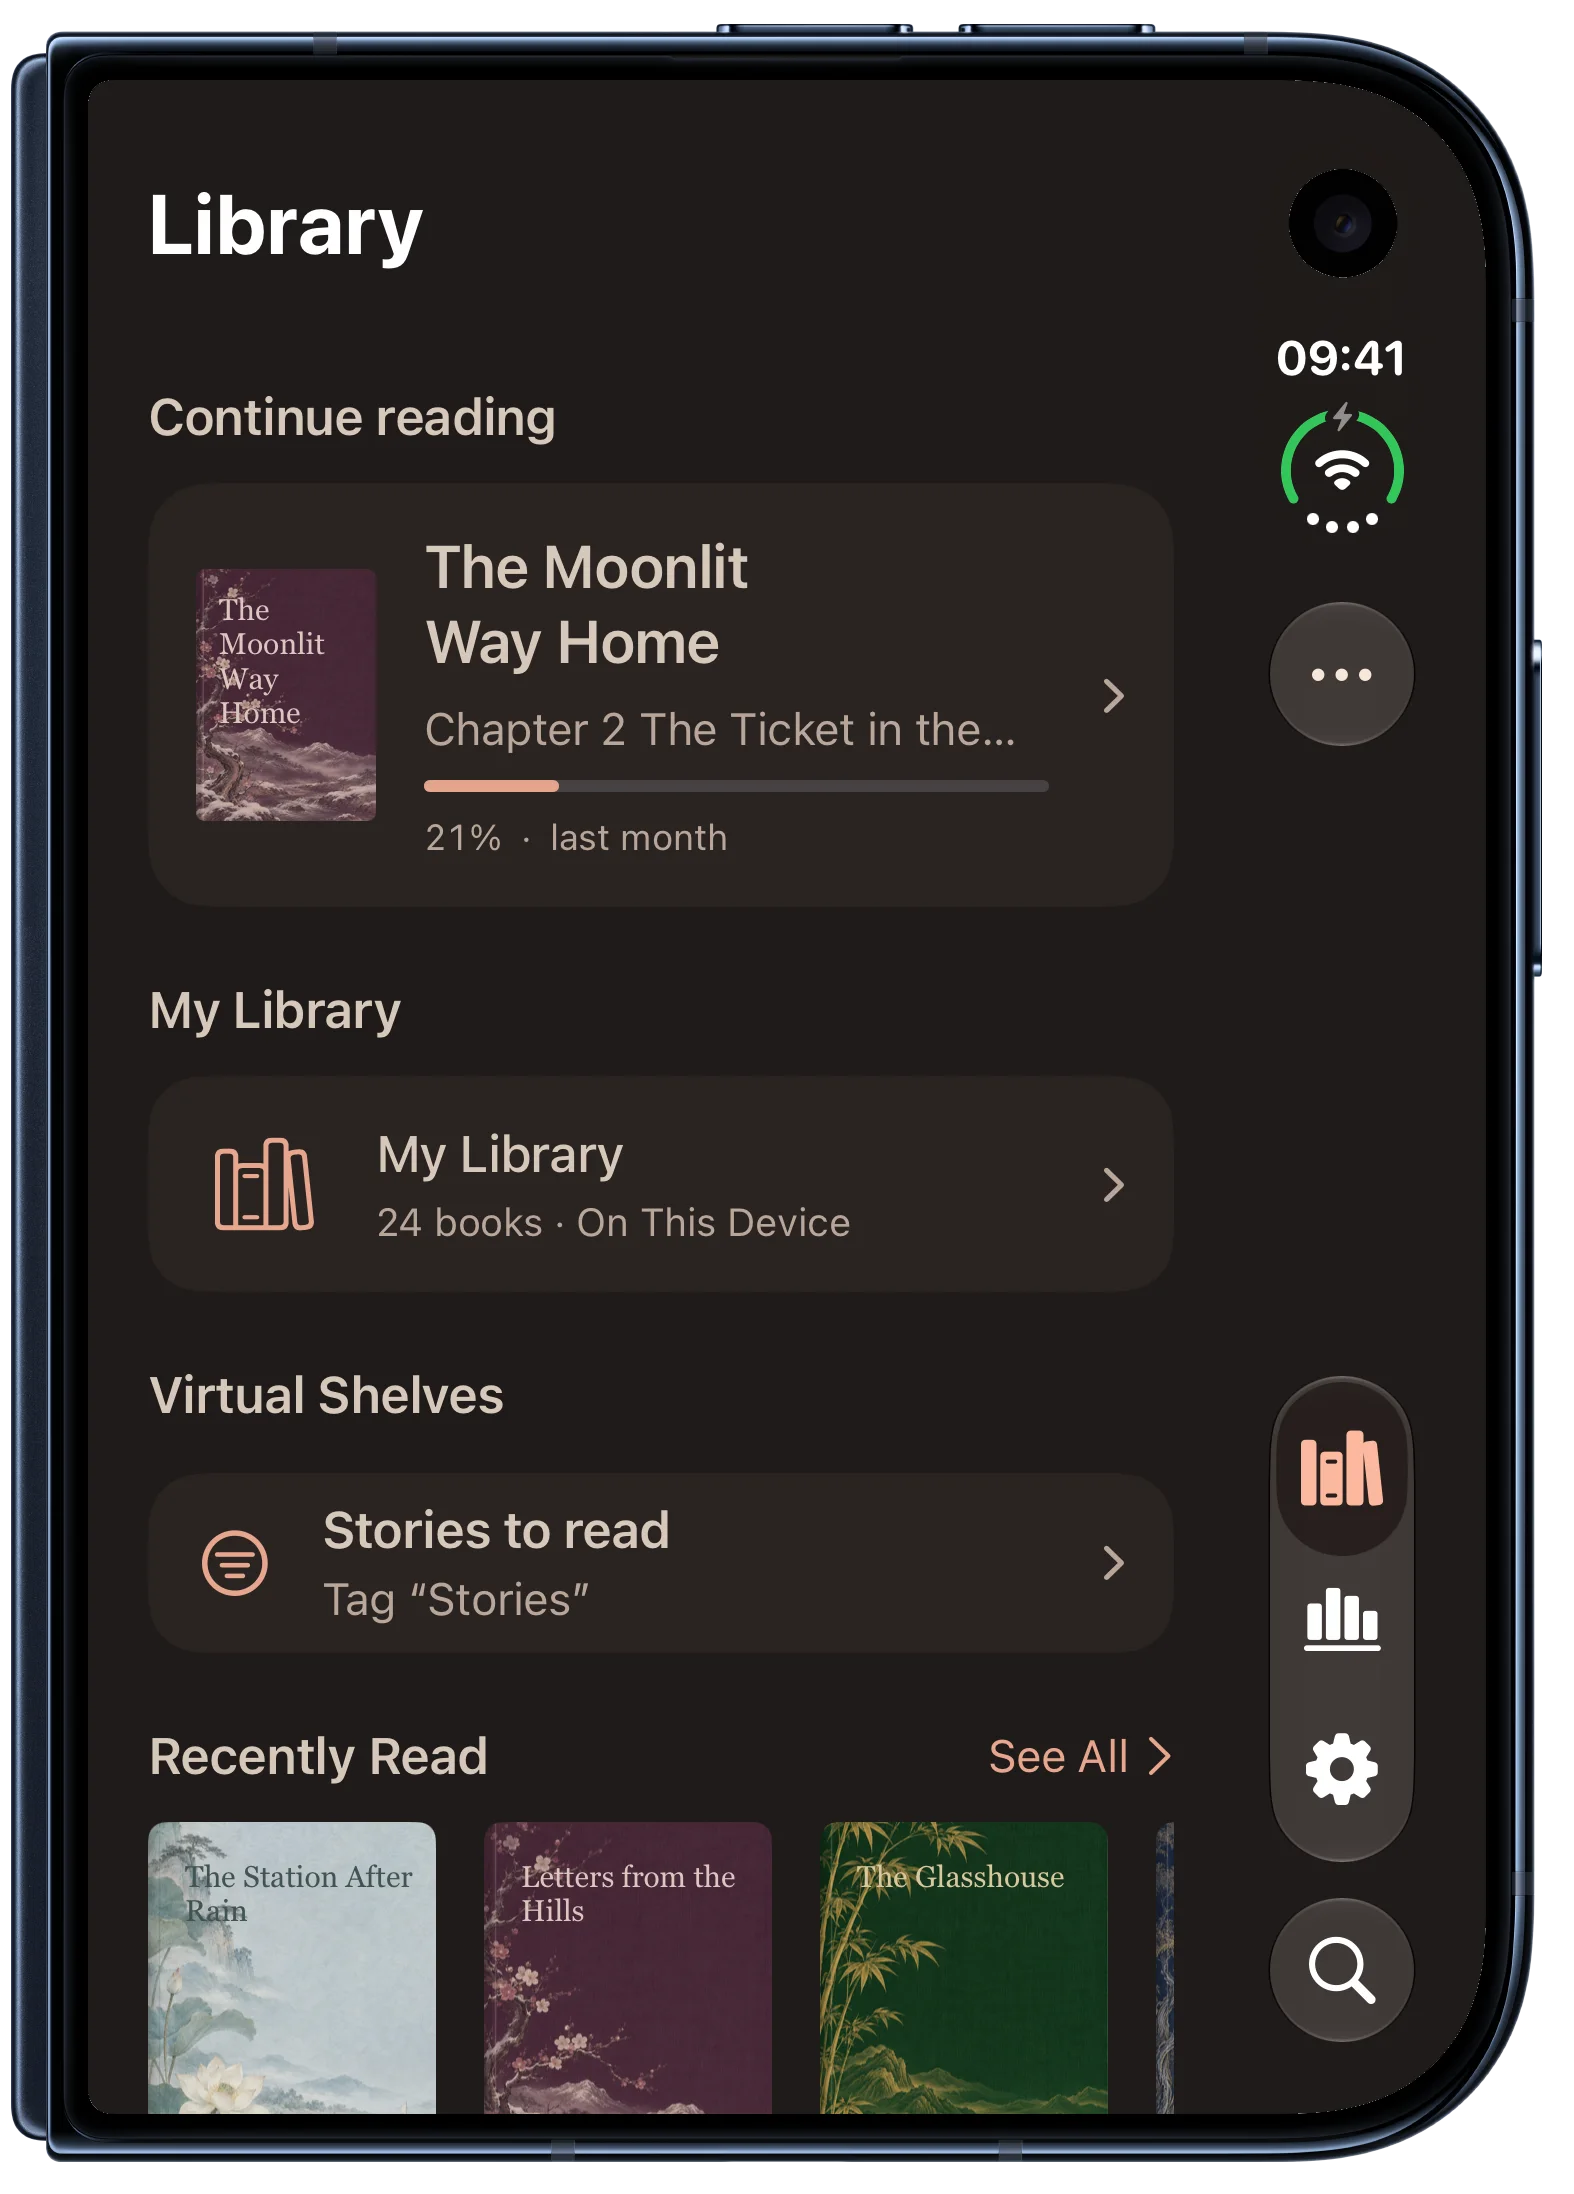 Library
09:41
Continue reading
The
Moonlit
Way
Home
The Moonlit
Way Home
Chapter 2 The Ticket in the...
21% · last month
My Library
My Library
24 books · On This Device
Virtual Shelves
Stories to read
Tag “Stories”
Recently Read
See All
The Station After
Rain
Letters from the
Hills
The Glasshouse